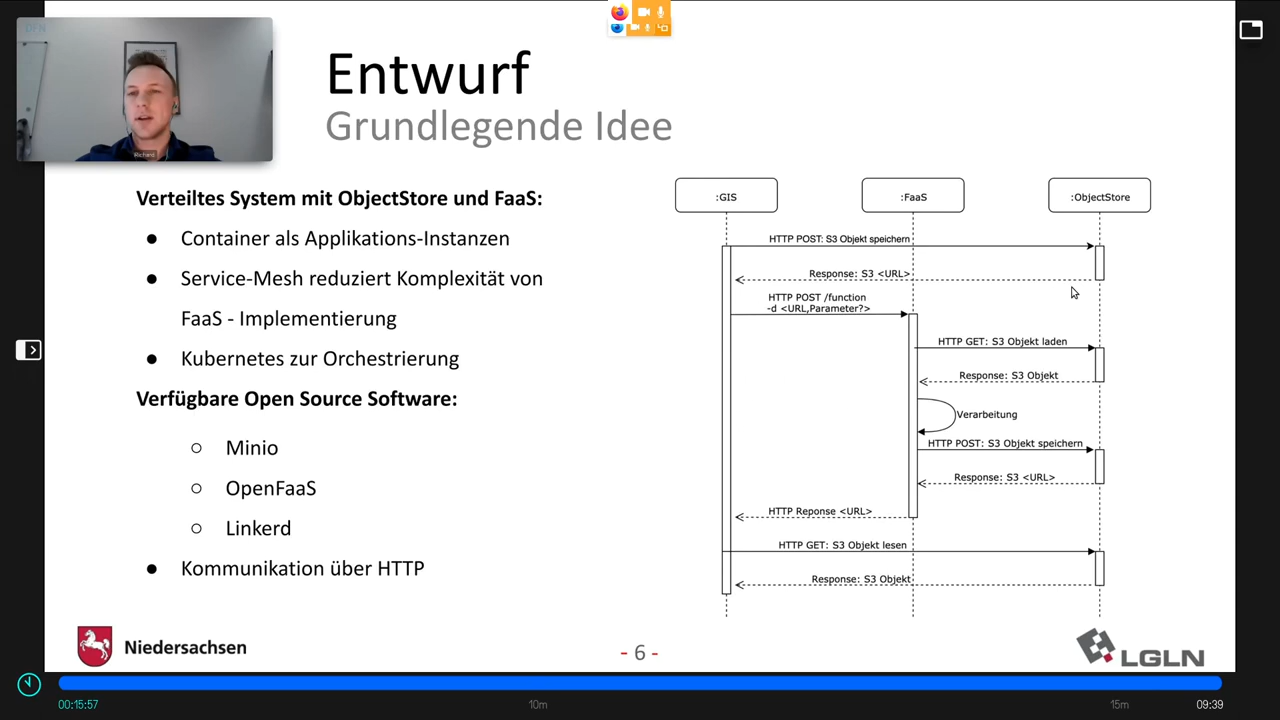 DFN
Richard
Entwurf
Grundlegende Idee
Verteiltes System mit ObjectStore und FaaS:
● Container als Applikations-Instanzen
● Service-Mesh reduziert Komplexität von
FaaS - Implementierung
● Kubernetes zur Orchestrierung
Verfügbare Open Source Software:
○ Minio
○ OpenFaaS
○ Linkerd
● Kommunikation über HTTP
:GIS
:FaaS
:ObjectStore
HTTP POST: S3 Objekt speichern
Response: S3 <URL>
HTTP POST /function
-d <URL,Parameter?>
HTTP GET: S3 Objekt laden
Response: S3 Objekt
Verarbeitung
HTTP POST: S3 Objekt speichern
Response: S3 <URL>
HTTP Reponse <URL>
HTTP GET: S3 Objekt lesen
Response: S3 Objekt
Niedersachsen
- 6 -
LGLN
00:15:57
10m
15m
09:39